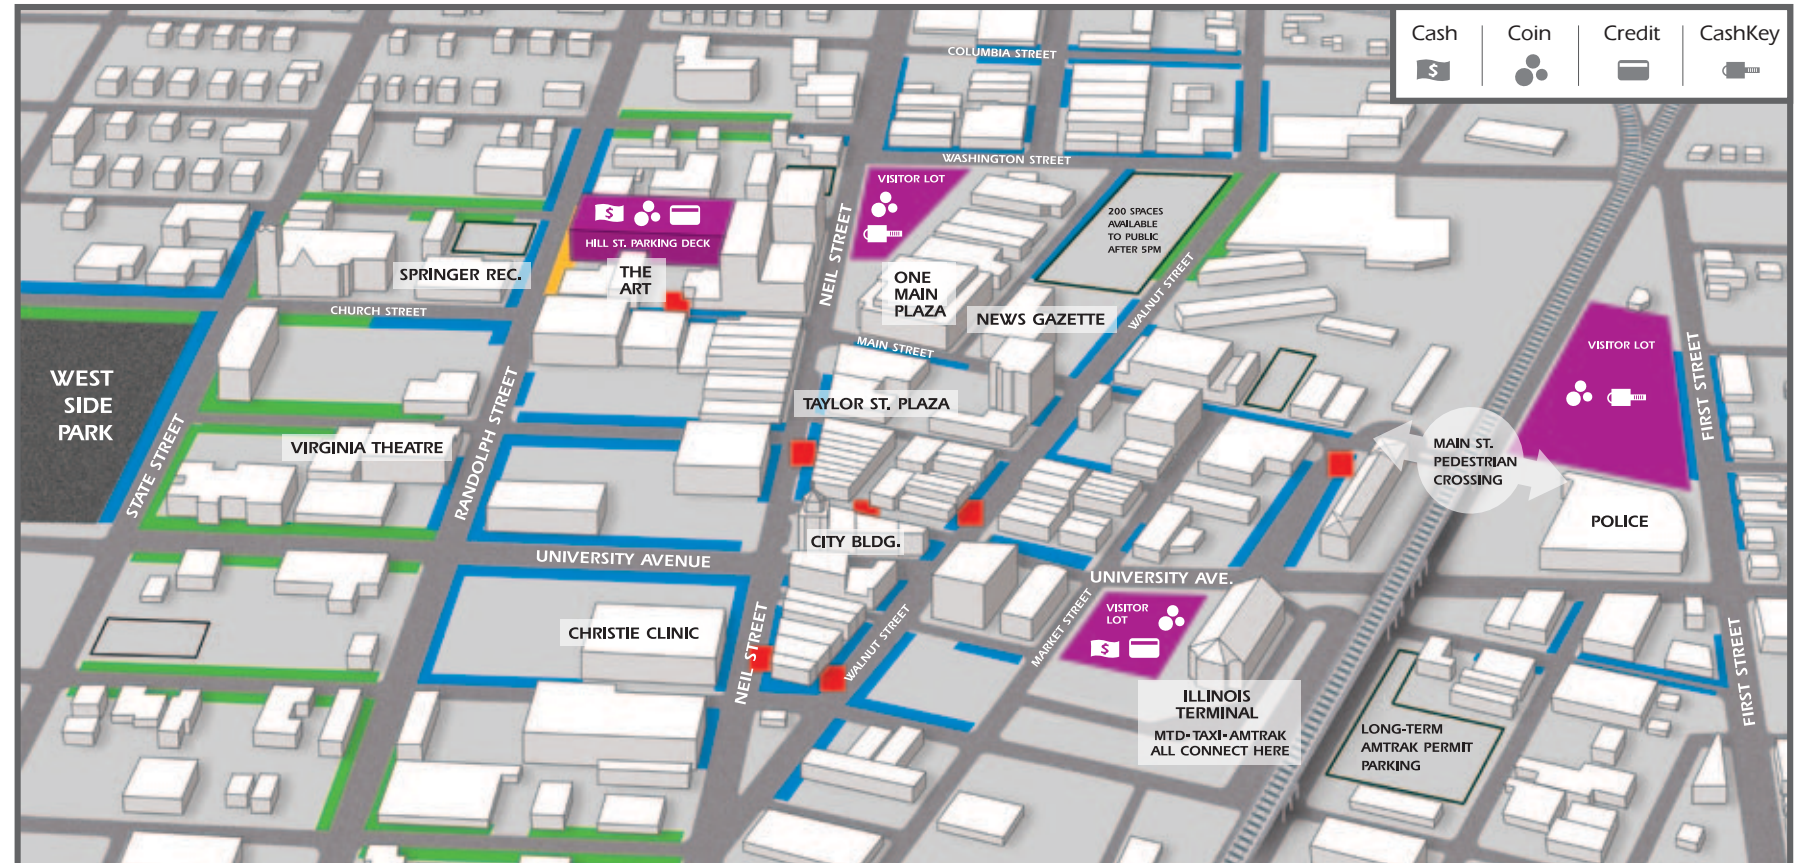 Cash
Coin
Credit
CashKey
$
COLUMBIA STREET
WASHINGTON STREET
VISITOR LOT
200 SPACES
AVAILABLE
TO PUBLIC
AFTER 5PM
$
HILL ST. PARKING DECK
NEIL STREET
SPRINGER REC.
THE
ART
ONE
MAIN
PLAZA
NEWS GAZETTE
WALNUT STREET
CHURCH STREET
MAIN STREET
VISITOR LOT
FIRST STREET
WEST
SIDE
PARK
STATE STREET
RANDOLPH STREET
TAYLOR ST. PLAZA
VIRGINIA THEATRE
MAIN ST.
PEDESTRIAN
CROSSING
POLICE
CITY BLDG.
UNIVERSITY AVENUE
UNIVERSITY AVE.
CHRISTIE CLINIC
NEIL STREET
WALNUT STREET
MARKET STREET
VISITOR
LOT
$
FIRST STREET
ILLINOIS
TERMINAL
MTD•TAXI•AMTRAK
ALL CONNECT HERE
LONG-TERM
AMTRAK PERMIT
PARKING